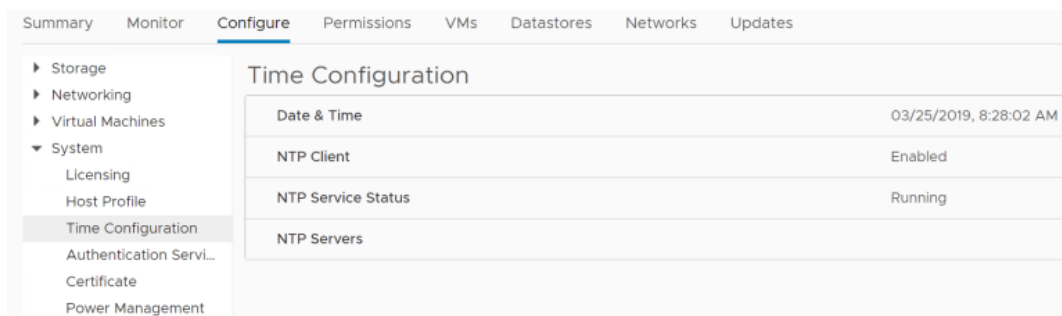 Summary Monitor Configure Permissions VMs Datastores Networks Updates
Storage
Networking
Virtual Machines
System
Licensing
Host Profile
Time Configuration
Authentication Servi...
Certificate
Power Management
Time Configuration
Date & Time 03/25/2019, 8:28:02 AM
NTP Client Enabled
NTP Service Status Running
NTP Servers